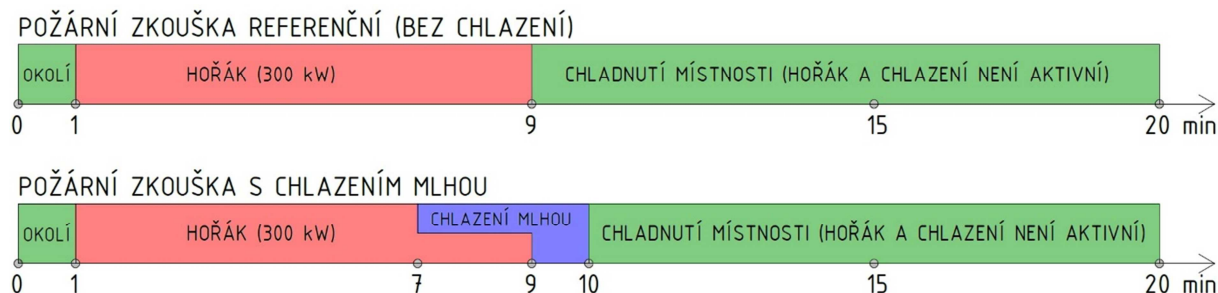 POŽÁRNÍ ZKOUŠKA REFERENČNÍ (BEZ CHLAZENÍ)
OKOLÍ HOŘÁK (300 kW) CHLADNUTÍ MÍSTNOSTI (HOŘÁK A CHLAZENÍ NENÍ AKTIVNÍ)
0 1 9 15 20 min
POŽÁRNÍ ZKOUŠKA S CHLAZENÍM MLHOU
CHLAZENÍ MLHOU
OKOLÍ HOŘÁK (300 kW) CHLADNUTÍ MÍSTNOSTI (HOŘÁK A CHLAZENÍ NENÍ AKTIVNÍ)
0 1 7 9 10 15 20 min